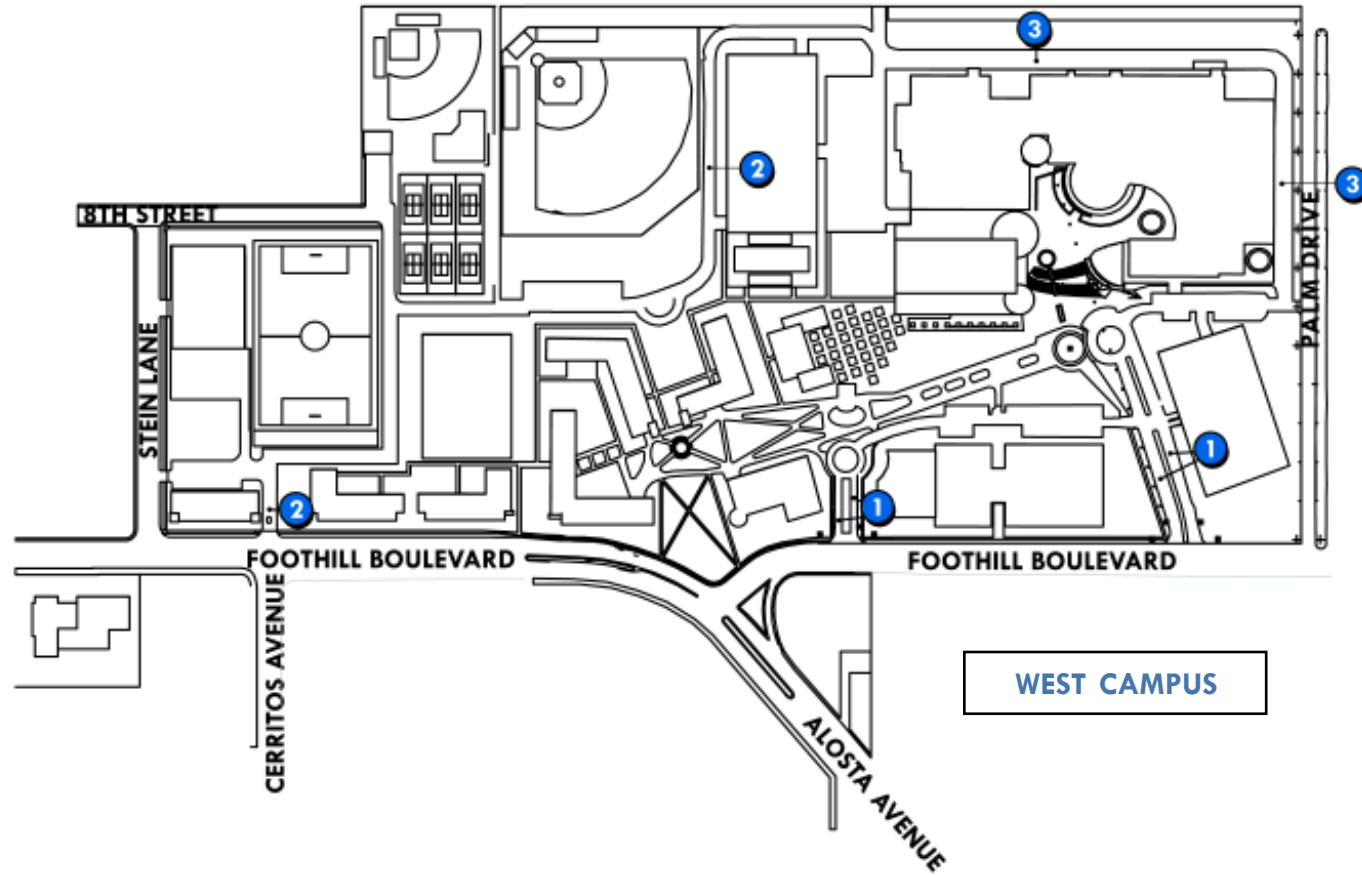 3
2
3
8TH STREET
PALM DRIVE
STEIN LANE
1
2
1
FOOTHILL BOULEVARD
FOOTHILL BOULEVARD
CERRITOS AVENUE
WEST CAMPUS
ALOSTA AVENUE